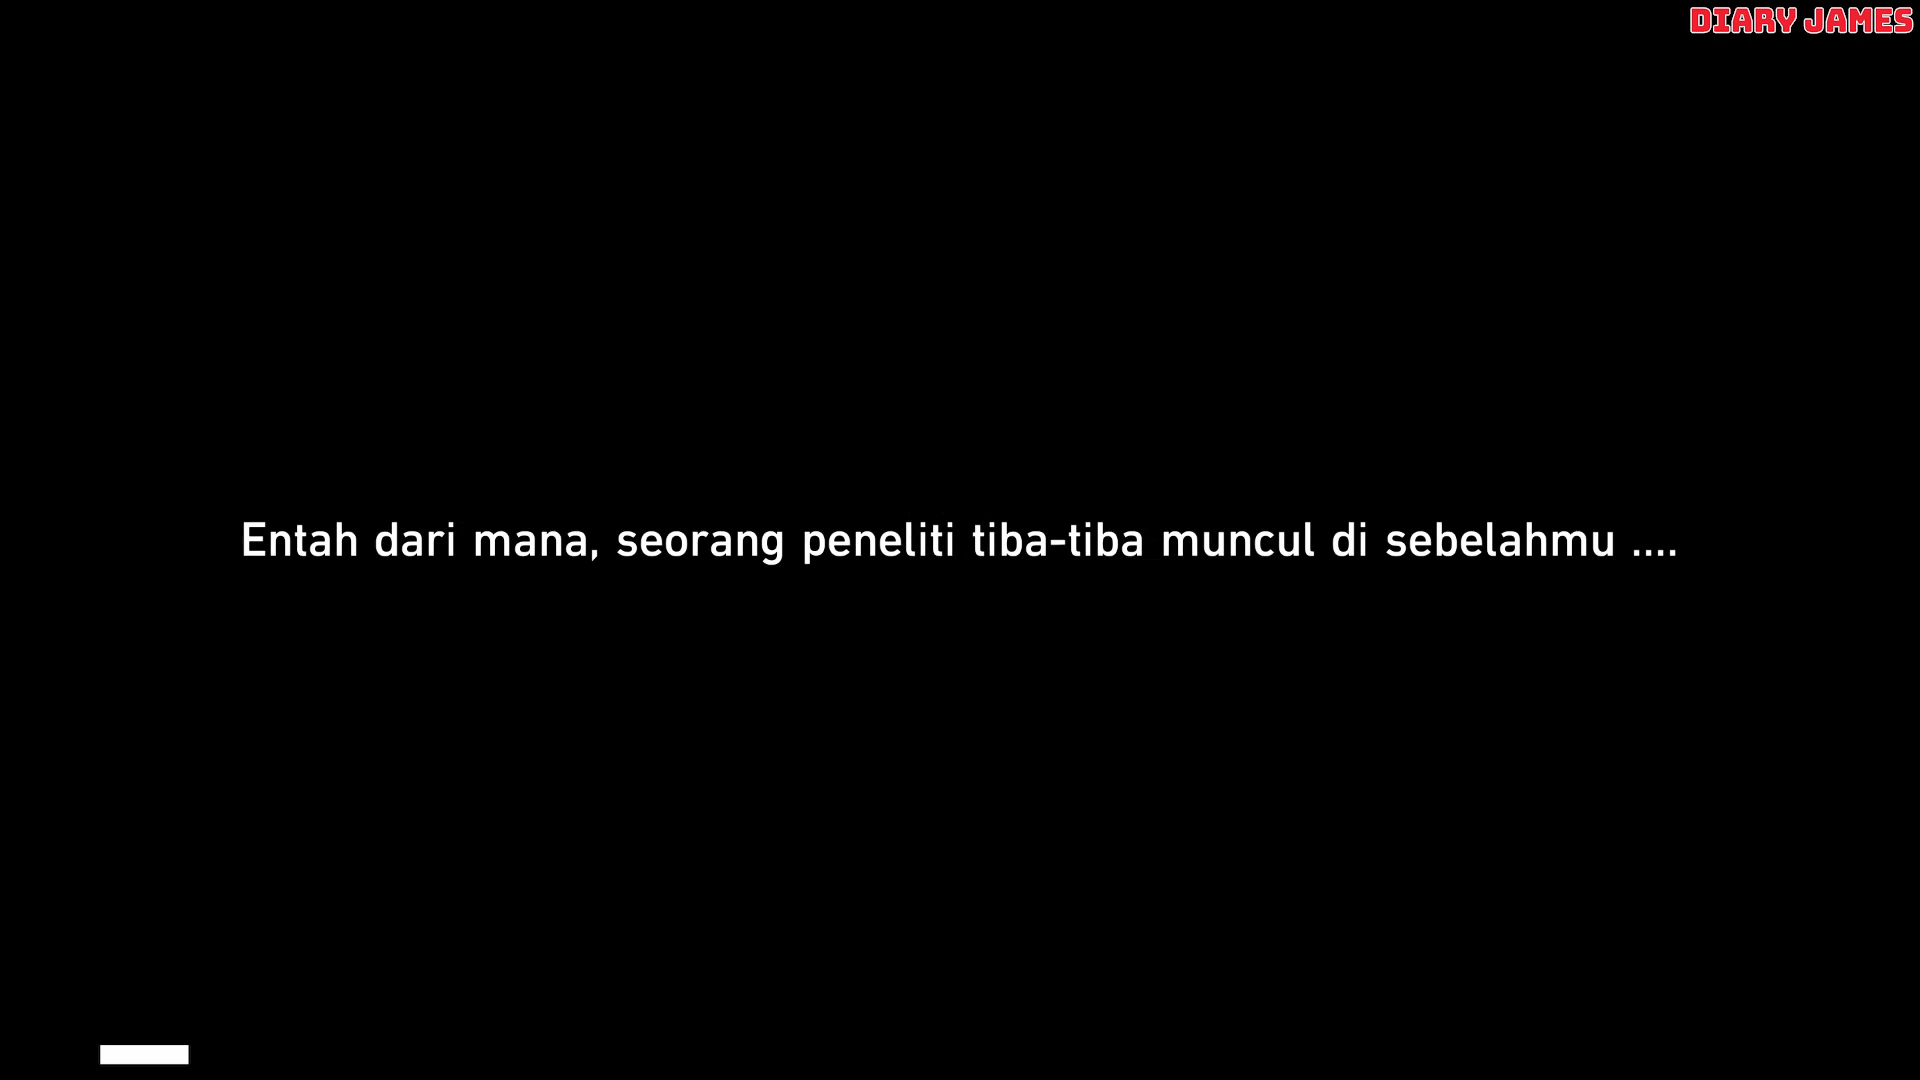 DIARY JAMES
Entah dari mana, seorang peneliti tiba-tiba muncul di sebelahmu ....